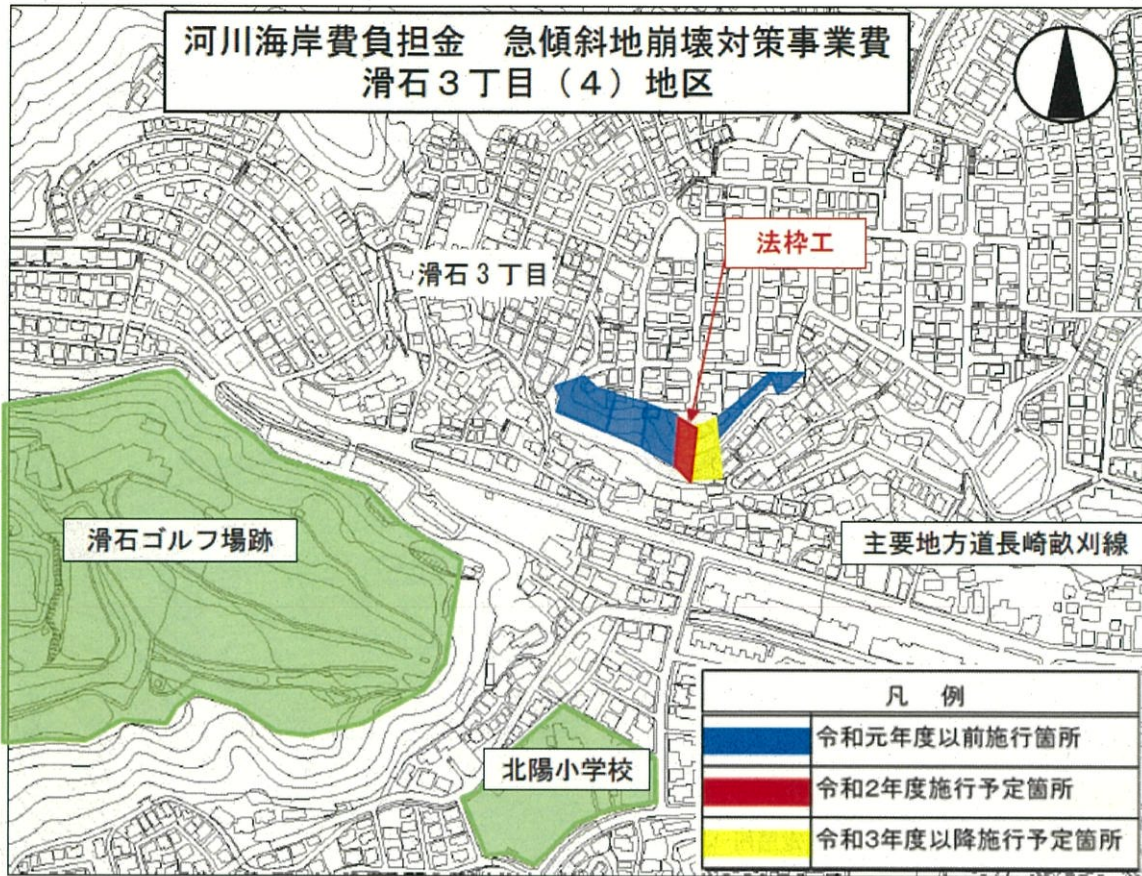 河川海岸費負担金　急傾斜地崩壊対策事業費
滑石３丁目（４）地区
法枠工
滑石３丁目
滑石ゴルフ場跡
主要地方道長崎畝刈線
北陽小学校
凡　例
令和元年度以前施行箇所
令和2年度施行予定箇所
令和3年度以降施行予定箇所